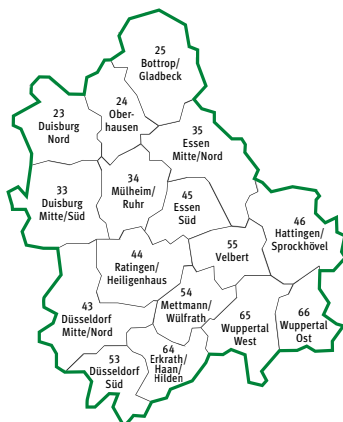 25
Bottrop/
Gladbeck
23
Duisburg
Nord
24
Ober-
hausen
35
Essen
Mitte/Nord
33
Duisburg
Mitte/Süd
34
Mülheim/
Ruhr
45
Essen
Süd
46
Hattingen/
Sprockhövel
44
Ratingen/
Heiligenhaus
55
Velbert
43
Düsseldorf
Mitte/Nord
54
Mettmann/
Wülfrath
65
Wuppertal
West
66
Wuppertal
Ost
53
Düsseldorf
Süd
64
Erkrath/
Haan/
Hilden